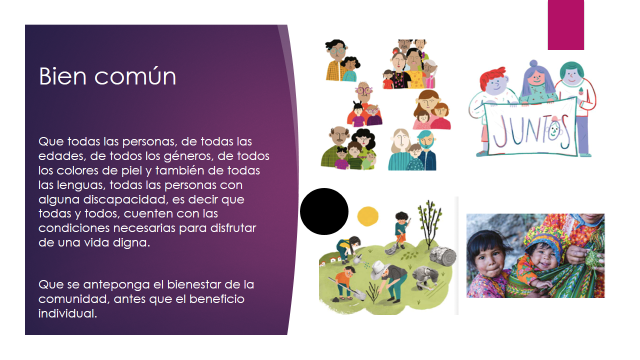 Bien común
Que todas las personas, de todas las
edades, de todos los géneros, de todos
los colores de piel y también de todas
las lenguas, todas las personas con
alguna discapacidad, es decir que
todas y todos, cuenten con las
condiciones necesarias para disfrutar
de una vida digna.
Que se anteponga el bienestar de la
comunidad, antes que el beneficio
individual.
JUNTOS